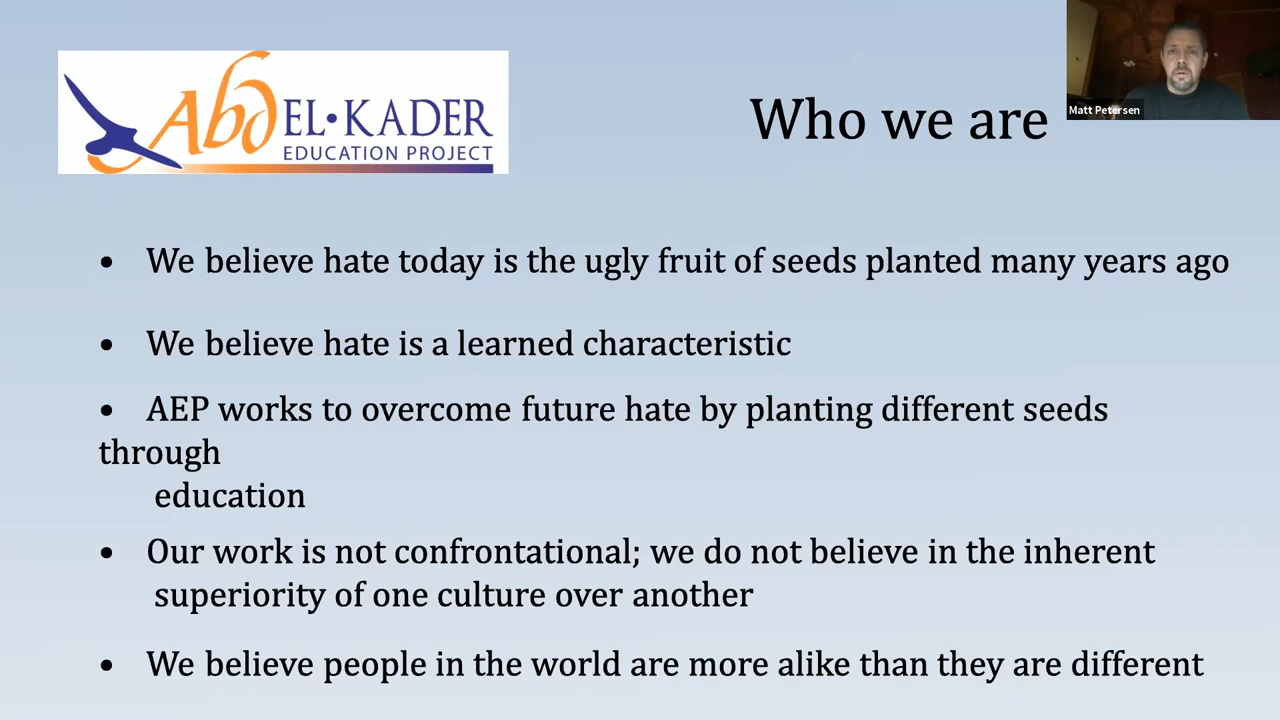 Abd EL•KADER
EDUCATION PROJECT
Who we are
Matt Petersen
• We believe hate today is the ugly fruit of seeds planted many years ago
• We believe hate is a learned characteristic
• AEP works to overcome future hate by planting different seeds
through
education
• Our work is not confrontational; we do not believe in the inherent
superiority of one culture over another
• We believe people in the world are more alike than they are different